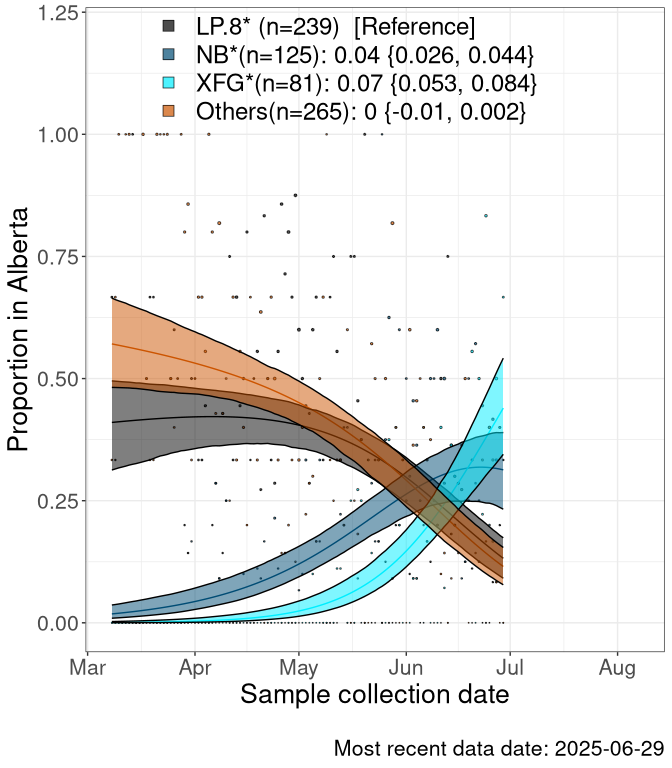 LP.8* (n=239)  [Reference]
NB*(n=125): 0.04 {0.026, 0.044}
XFG*(n=81): 0.07 {0.053, 0.084}
Others(n=265): 0 {-0.01, 0.002}
1.25
1.00
0.75
0.50
0.25
0.00
Proportion in Alberta
Mar Apr May Jun Jul Aug
Sample collection date
Most recent data date: 2025-06-29